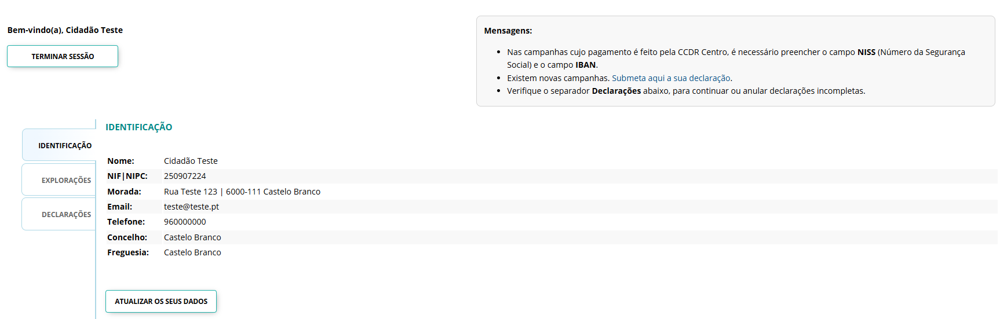 Bem-vindo(a), Cidadão Teste
TERMINAR SESSÃO
Mensagens:
• Nas campanhas cujo pagamento é feito pela CCDR Centro, é necessário preencher o campo NISS (Número da Segurança
Social) e o campo IBAN.
• Existem novas campanhas. Submeta aqui a sua declaração.
• Verifique o separador Declarações abaixo, para continuar ou anular declarações incompletas.
IDENTIFICAÇÃO
EXPLORAÇÕES
DECLARAÇÕES
IDENTIFICAÇÃO
Nome: Cidadão Teste
NIF|NIPC: 250907224
Morada: Rua Teste 123 | 6000-111 Castelo Branco
Email: teste@teste.pt
Telefone: 960000000
Concelho: Castelo Branco
Freguesia: Castelo Branco
ATUALIZAR OS SEUS DADOS